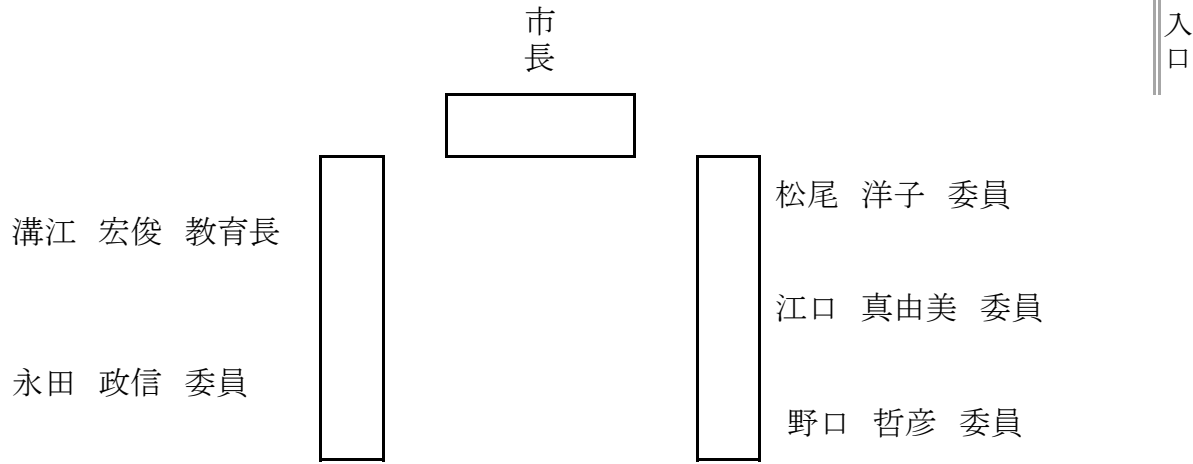 市長
入口
松尾 洋子 委員
溝江 宏俊 教育長
江口 真由美 委員
永田 政信 委員
野口 哲彦 委員